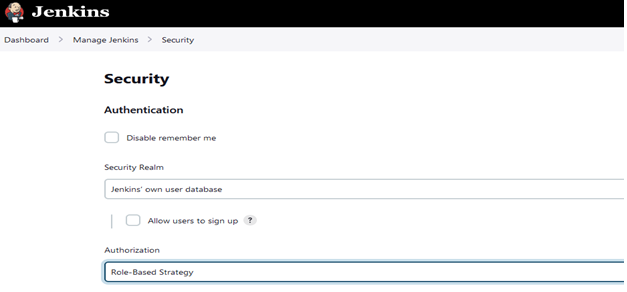 Jenkins
Dashboard > Manage Jenkins > Security
Security
Authentication
Disable remember me
Security Realm
Jenkins' own user database
Allow users to sign up ?
Authorization
Role-Based Strategy